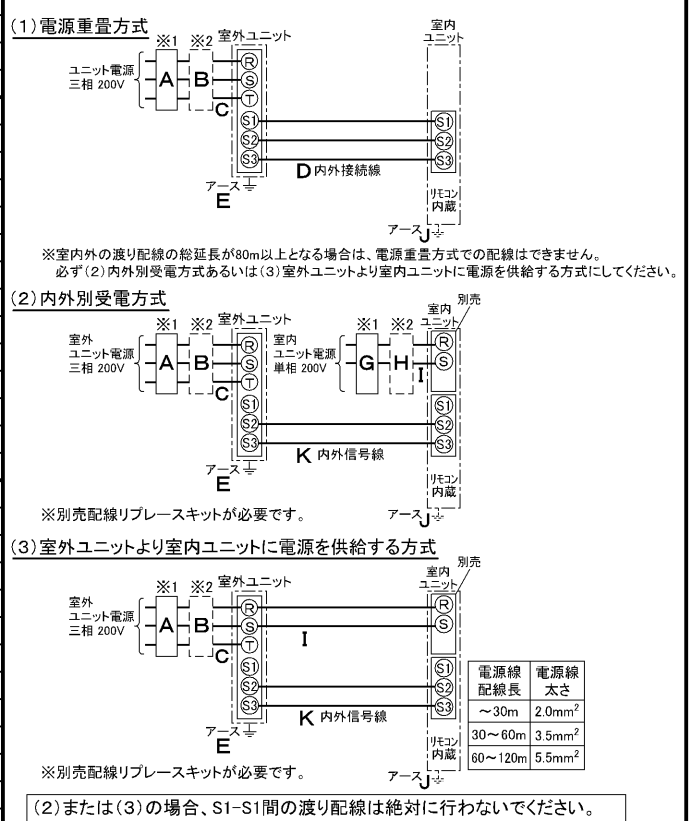 (1)電源重畳方式
※1 ※2 室外ユニット
室内
ユニット
ユニット電源
三相 200V
A B
C
R
S
T
S1
S2
S3
S1
S2
S3
D 内外接続線
アース
E
リモコン
内蔵
アース J
※室内外の渡り配線の総延長が80m以上となる場合は、電源重畳方式での配線はできません。
必ず(2)内外別受電方式あるいは(3)室外ユニットより室内ユニットに電源を供給する方式にしてください。
(2)内外別受電方式
※1 ※2 室外ユニット
※1 ※2
室内
ユニット
別売
室外
ユニット電源
三相 200V
A B
C
R
S
T
S1
S2
S3
室内
ユニット電源
単相 200V
G H
I
R
S
S1
S2
S3
K 内外信号線
アース
E
リモコン
内蔵
アース J
※別売配線リプレースキットが必要です。
(3)室外ユニットより室内ユニットに電源を供給する方式
※1 ※2 室外ユニット
室内
ユニット
別売
室外
ユニット電源
三相 200V
A B
C
R
S
T
S1
S2
S3
I
R
S
S1
S2
S3
K 内外信号線
アース
E
リモコン
内蔵
アース J
電源線 電源線
配線長 太さ
～30m 2.0mm²
30～60m 3.5mm²
60～120m 5.5mm²
※別売配線リプレースキットが必要です。
(2)または(3)の場合、S1-S1間の渡り配線は絶対に行わないでください。